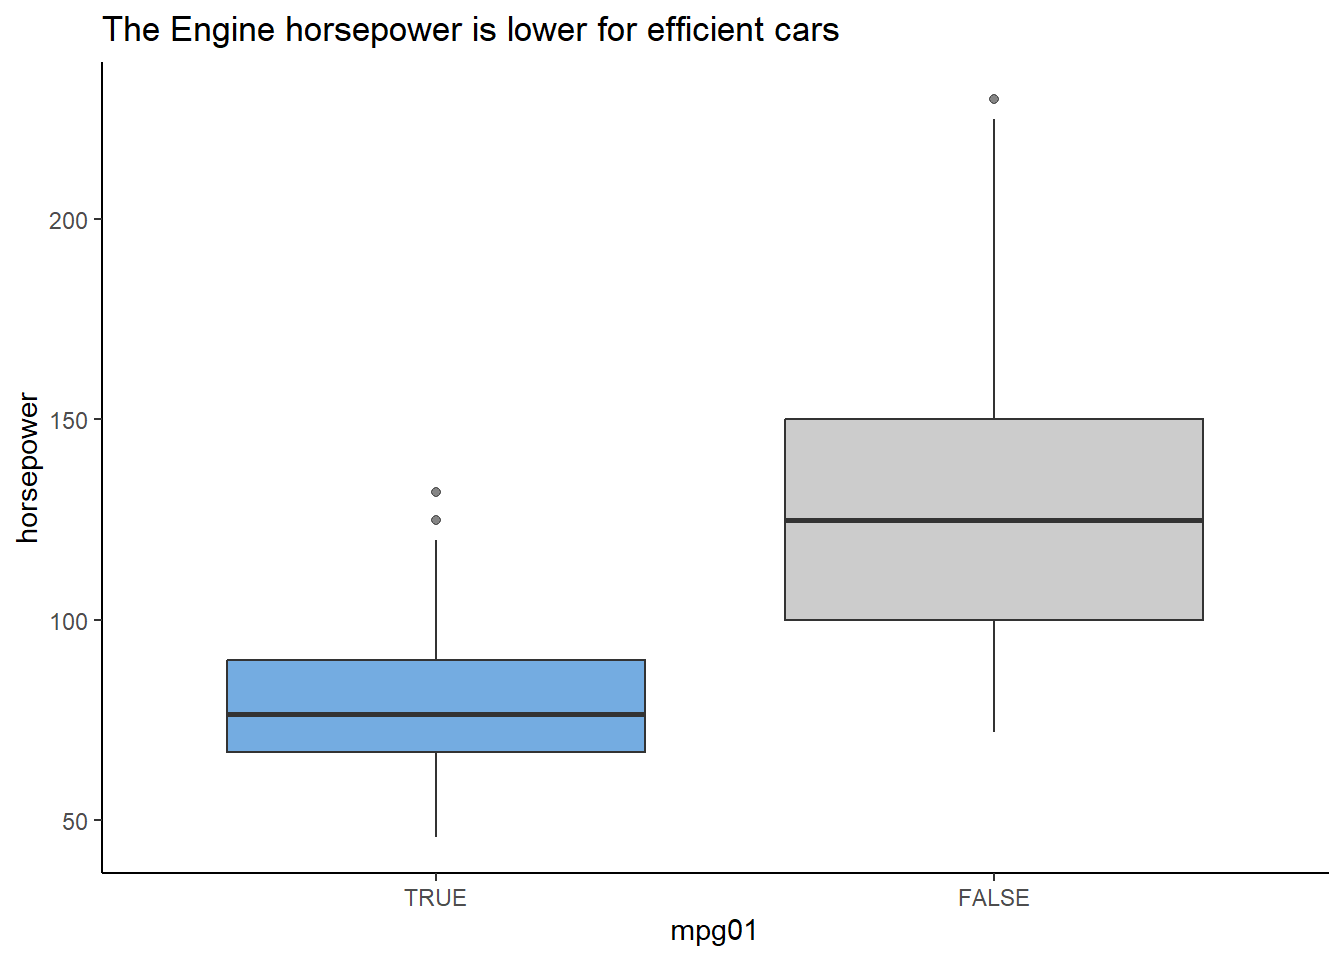 The Engine horsepower is lower for efficient cars
horsepower
200
150
100
50
TRUE
FALSE
mpg01